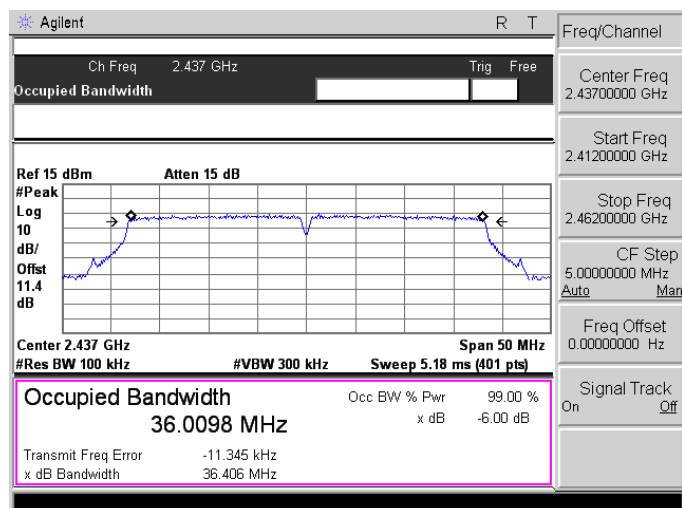 Agilent R T
Freq/Channel
Ch Freq 2.437 GHz Trig Free
Occupied Bandwidth
Center Freq
2.43700000 GHz
Start Freq
2.41200000 GHz
Stop Freq
2.46200000 GHz
CF Step
5.00000000 MHz
Auto Man
Freq Offset
0.00000000 Hz
Signal Track
On Off
Ref 15 dBm Atten 15 dB
#Peak
Log
10
dB/
Offst
11.4
dB
Center 2.437 GHz Span 50 MHz
#Res BW 100 kHz #VBW 300 kHz Sweep 5.18 ms (401 pts)
Occupied Bandwidth
36.0098 MHz
Occ BW % Pwr 99.00 %
x dB -6.00 dB
Transmit Freq Error -11.345 kHz
x dB Bandwidth 36.406 MHz